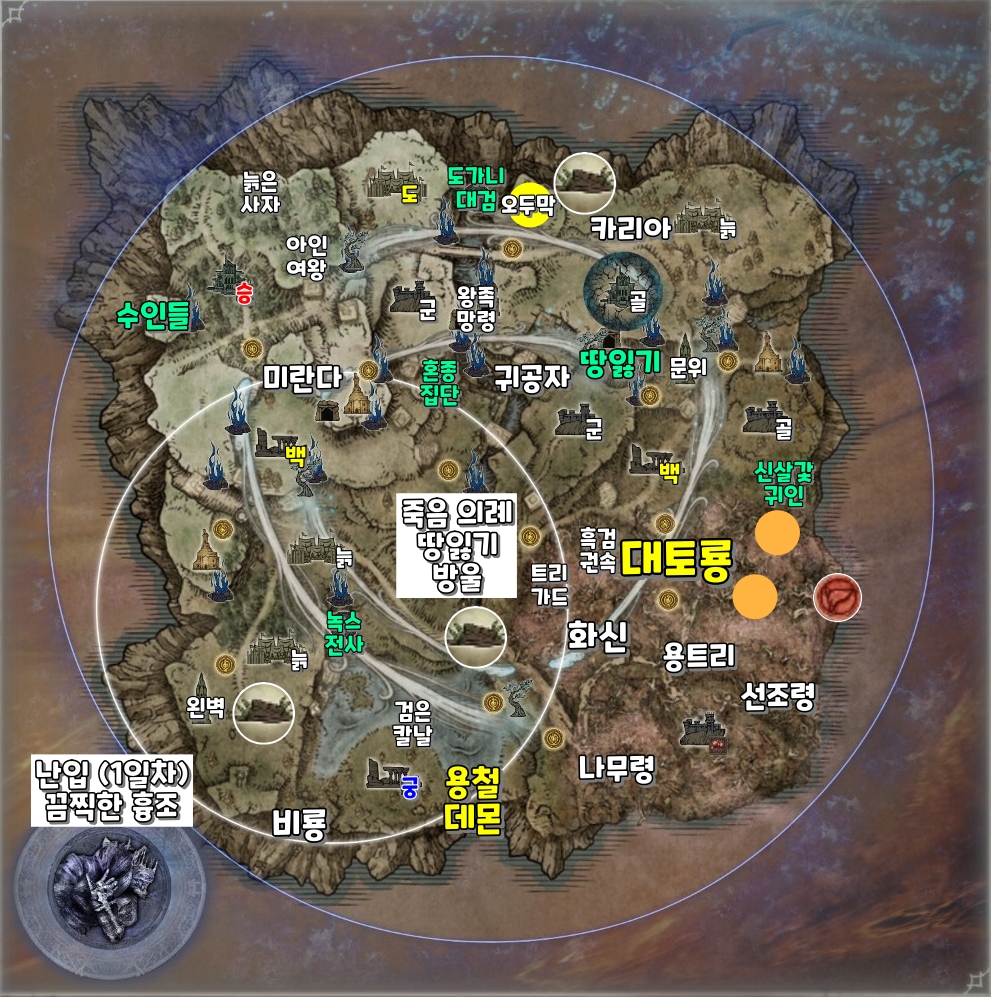 늙은
사자
도
도가니
대검
오두막
카리아
늙
아인
여왕
승
수인들
군
왕족
망령
골
미란다
혼종
집단
귀공자
땅잃기
문위
군
골
백
백
신살갗
귀인
죽음 의례
땅잃기
방울
흑검
권속
대토룡
늙
트리
가드
녹스
전사
화신
용트리
늙
왼벽
선조령
검은
칼날
나무령
궁
용철
데몬
비룡
난입 (1일차)
끔찍한 흉조